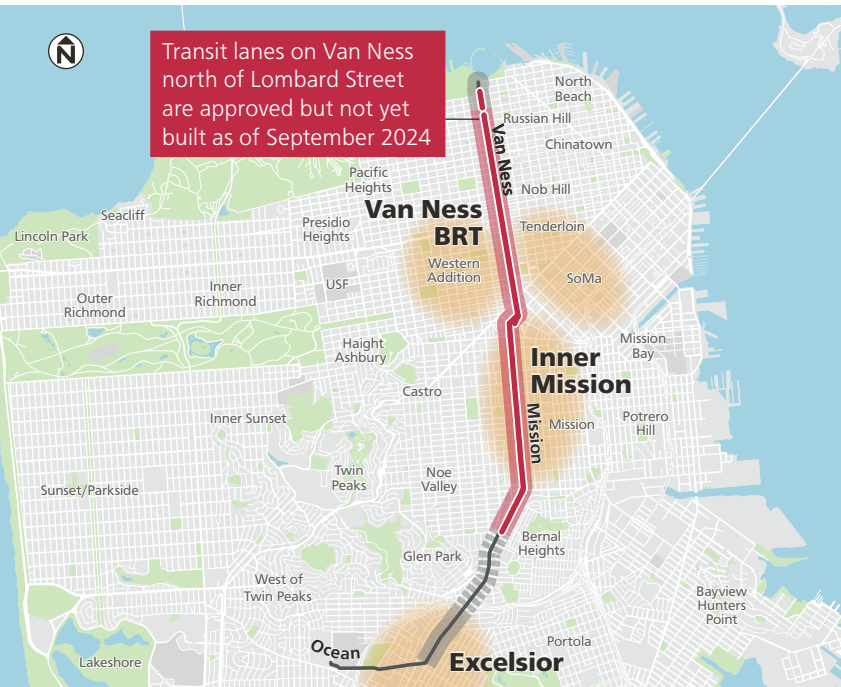 N
Transit lanes on Van Ness
north of Lombard Street
are approved but not yet
built as of September 2024
North
Beach
Russian Hill
Van Ness
Chinatown
Pacific
Heights
Nob Hill
Van Ness
BRT
Seacliff
Presidio
Heights
Tenderloin
Lincoln Park
Western
Addition
SoMa
USF
Inner
Richmond
Outer
Richmond
Mission
Bay
Haight
Ashbury
Inner
Mission
Castro
Mission
Mission
Potrero
Hill
Inner Sunset
Twin
Peaks
Noe
Valley
Sunset/Parkside
Bernal
Heights
Glen Park
West of
Twin Peaks
Bayview
Hunters
Point
Ocean
Portola
Lakeshore
Excelsior